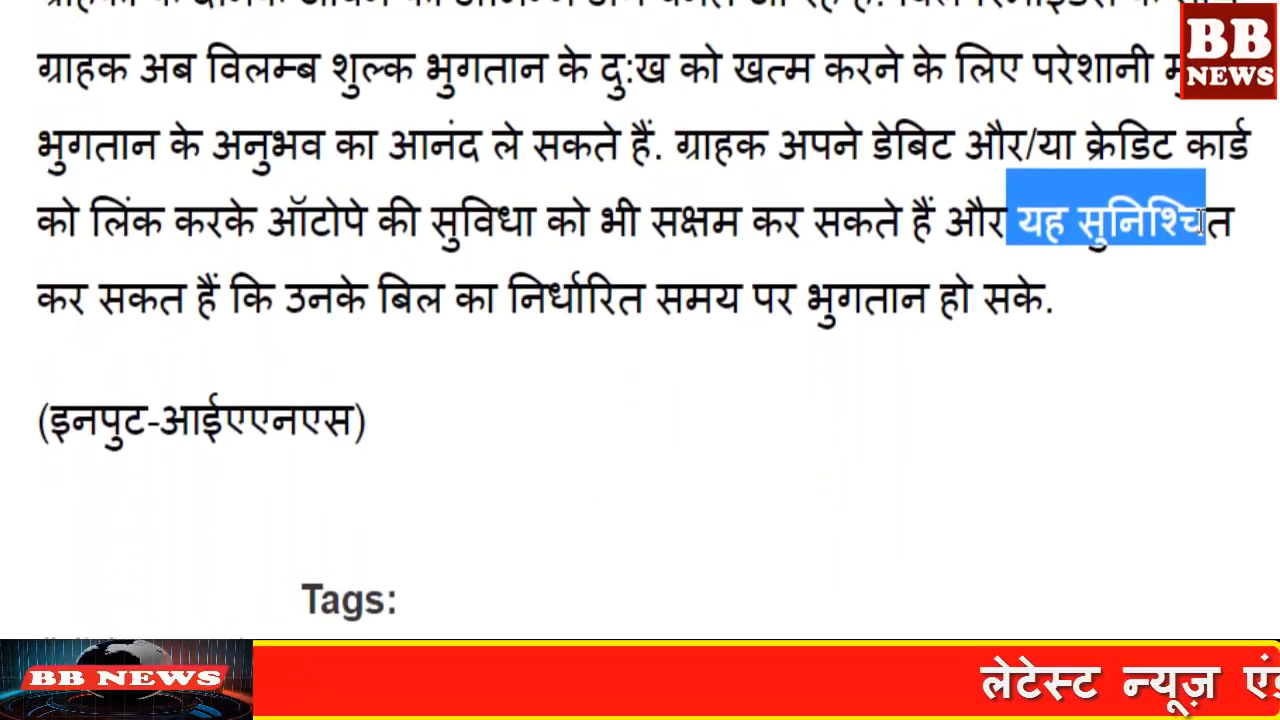 ग्राहक अब विलम्ब शुल्क भुगतान के दु:ख को खत्म करने के लिए परेशानी
BB NEWS
भुगतान के अनुभव का आनंद ले सकते हैं. ग्राहक अपने डेबिट और/या क्रेडिट कार्ड
को लिंक करके ऑटोपे की सुविधा को भी सक्षम कर सकते हैं और यह सुनिश्चित
कर सकत हैं कि उनके बिल का निर्धारित समय पर भुगतान हो सके.
(इनपुट-आईएएनएस)
Tags:
BB NEWS
लेटेस्ट न्यूज़